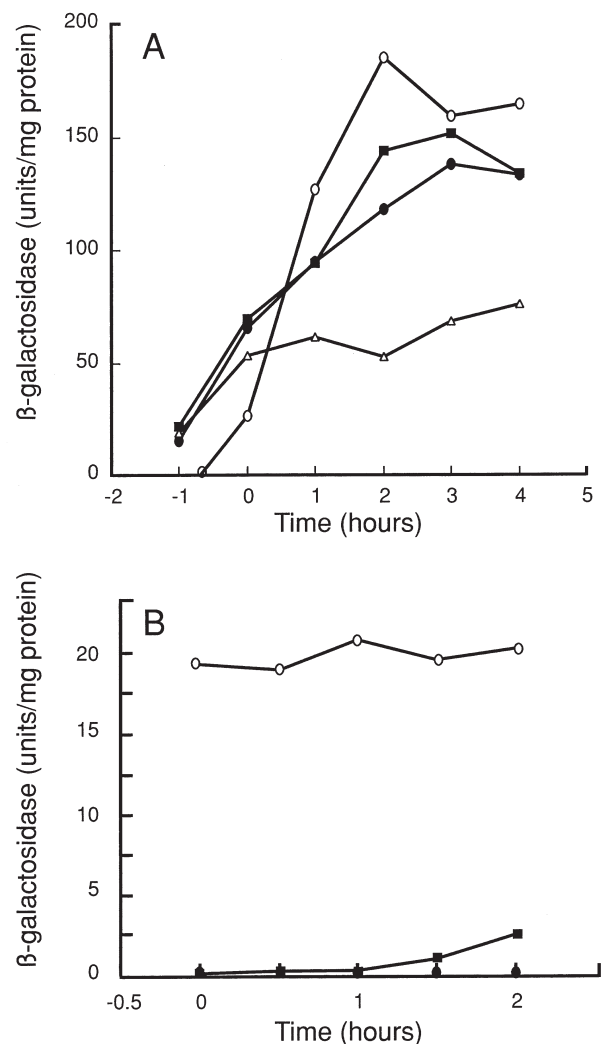 A
ß-galactosidase (units/mg protein)
200
150
100
50
0
-2 -1 0 1 2 3 4 5
Time (hours)
B
ß-galactosidase (units/mg protein)
20
15
10
5
0
-0.5 0 1 2
Time (hours)